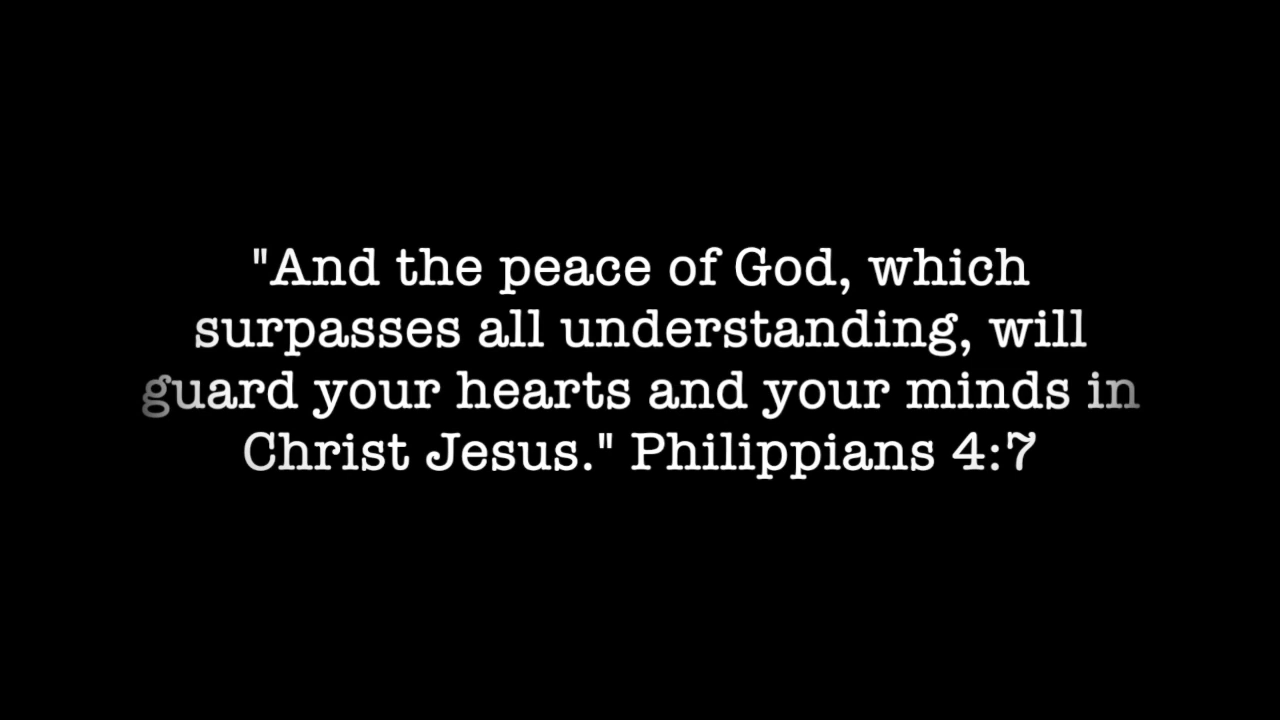 "And the peace of God, which
surpasses all understanding, will
guard your hearts and your minds in
Christ Jesus." Philippians 4:7